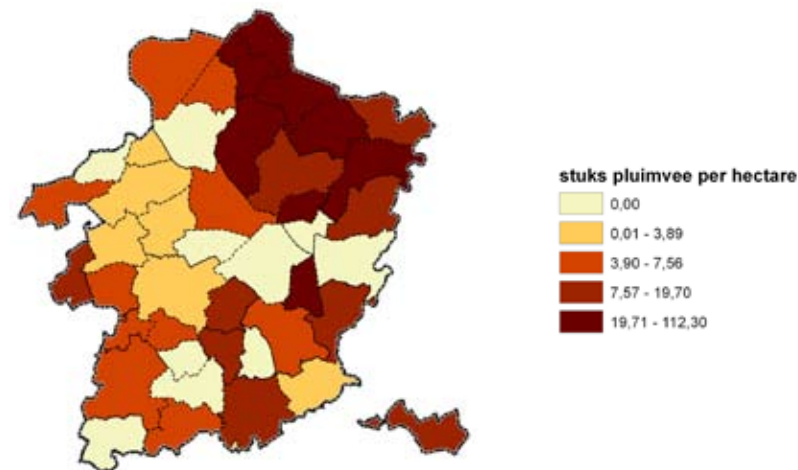 stuks pluimvee per hectare
0,00
0,01 - 3,89
3,90 - 7,56
7,57 - 19,70
19,71 - 112,30